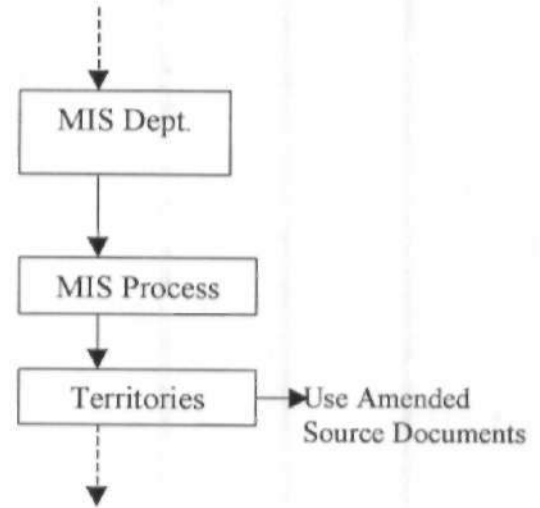 MIS Dept.
MIS Process
Territories
Use Amended
Source Documents